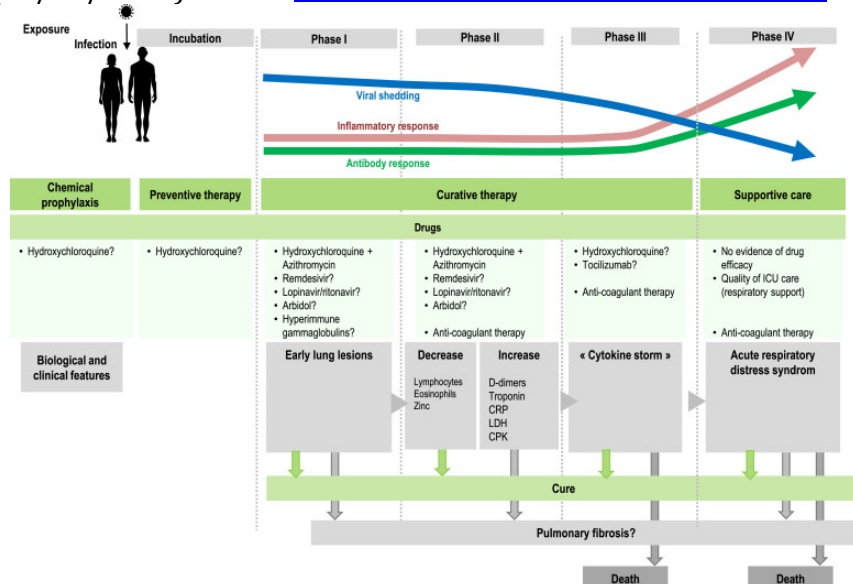 Exposure
Infection
Incubation
Phase I
Phase II
Phase III
Phase IV
Viral shedding
Inflammatory response
Antibody response
Chemical
prophylaxis
Preventive therapy
Curative therapy
Supportive care
Drugs
• Hydroxychloroquine?
• Hydroxychloroquine?
• Hydroxychloroquine +
Azithromycin
• Remdesivir?
• Lopinavir/ritonavir?
• Arbidol?
• Hyperimmune
gammaglobulins?
• Hydroxychloroquine +
Azithromycin
• Remdesivir?
• Lopinavir/ritonavir?
• Arbidol?
• Anti-coagulant therapy
• Hydroxychloroquine?
• Tocilizumab?
• Anti-coagulant therapy
• No evidence of drug
efficacy
• Quality of ICU care
(respiratory support)
• Anti-coagulant therapy
Biological and
clinical features
Early lung lesions
Decrease
Lymphocytes
Eosinophils
Zinc
Increase
D-dimers
Troponin
CRP
LDH
CPK
« Cytokine storm »
Acute respiratory
distress syndrom
Cure
Pulmonary fibrosis?
Death
Death